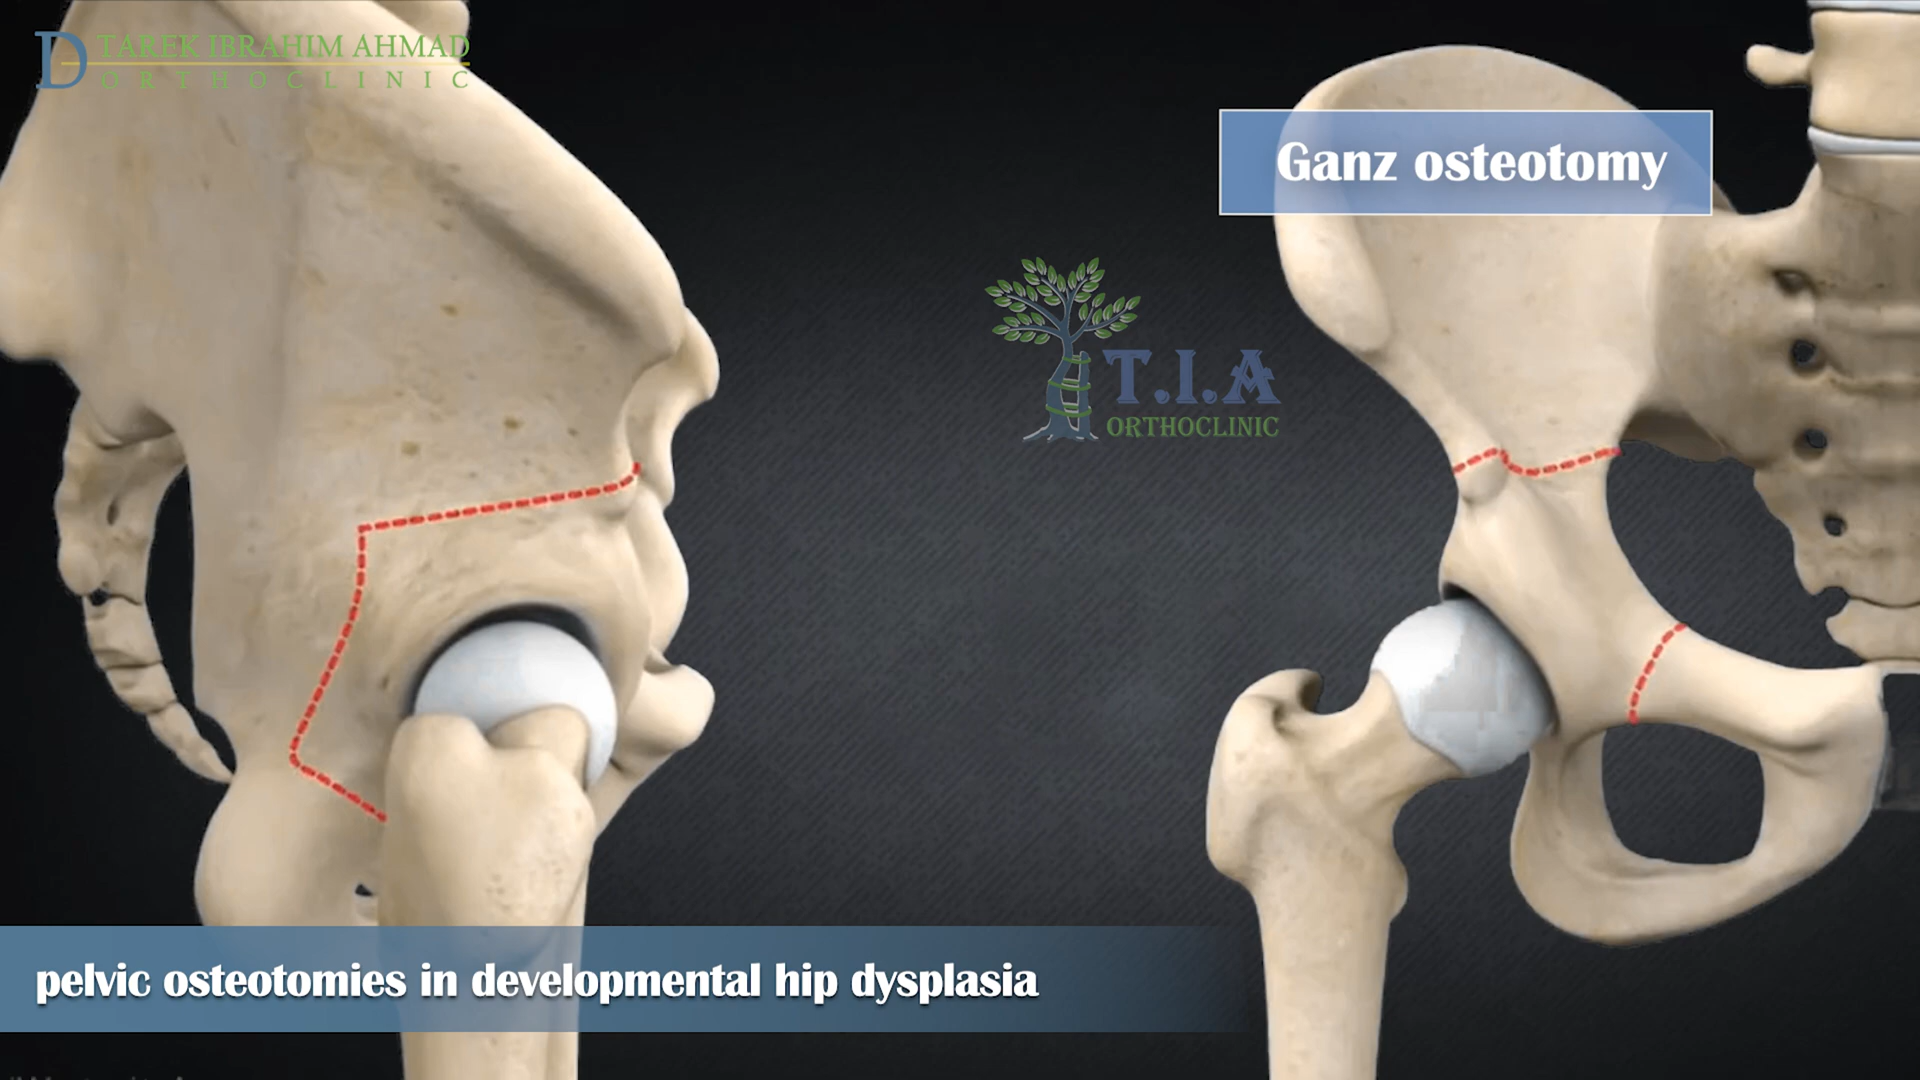 D TAREK IBRAHIM AHMAD
ORTHOCLINIC
Ganz osteotomy
T.I.A
ORTHOCLINIC
pelvic osteotomies in developmental hip dysplasia